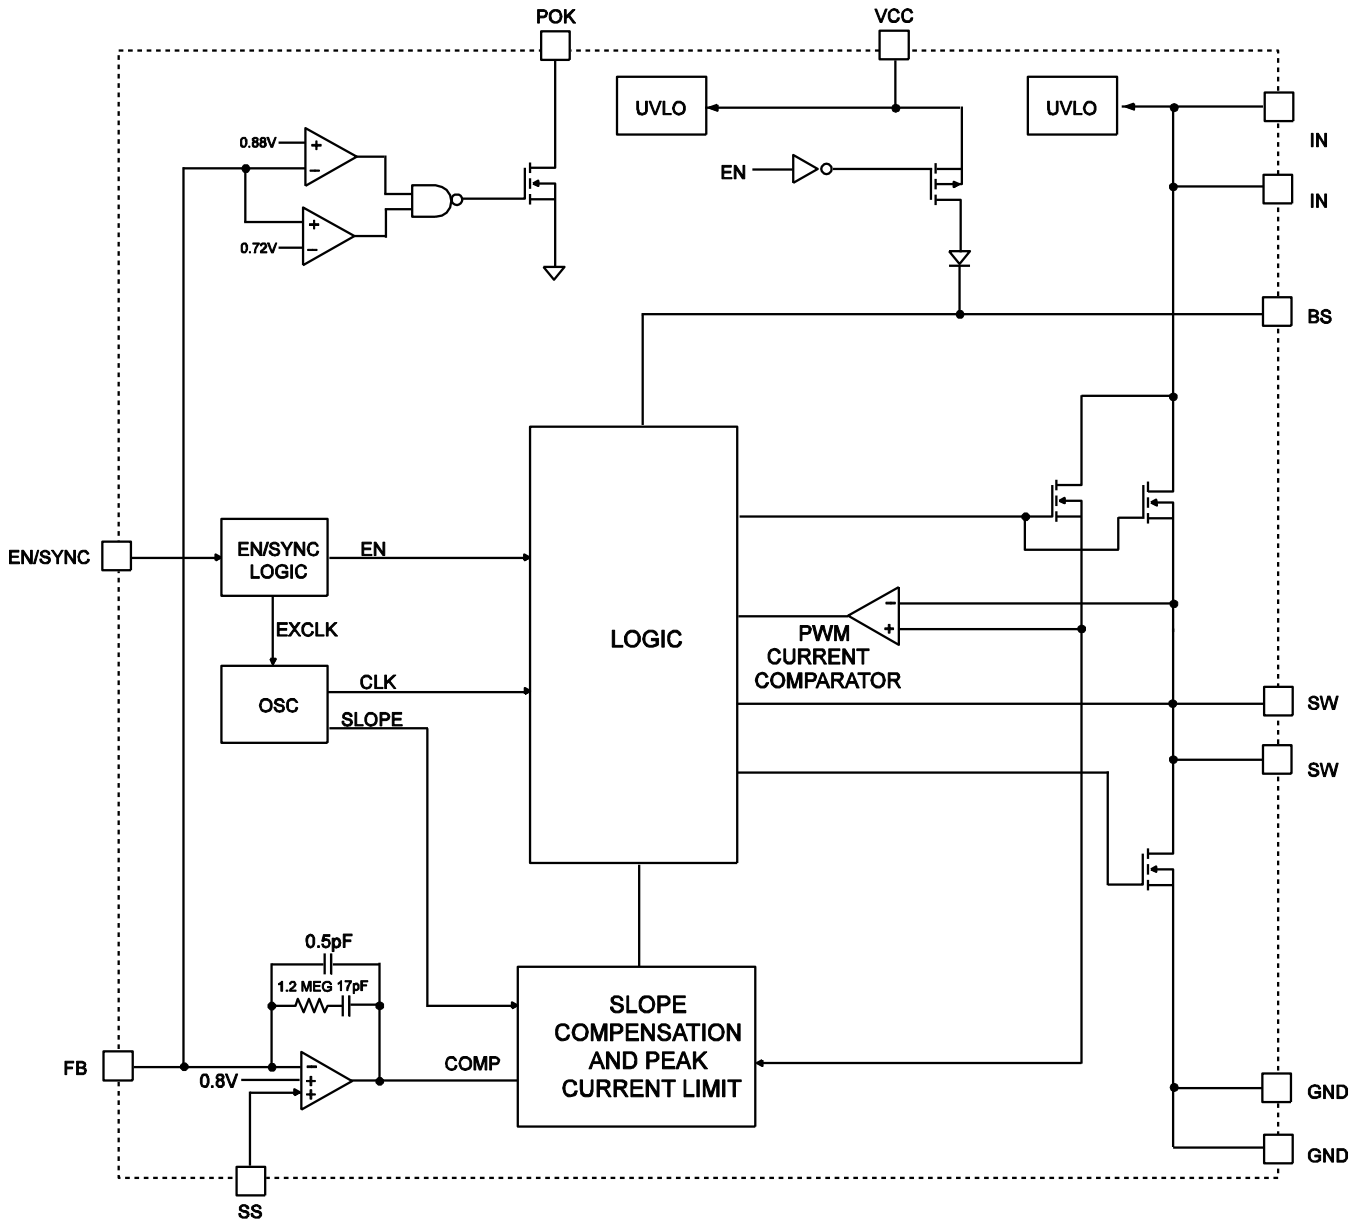 POK
VCC
UVLO
UVLO
IN
0.88V
+
−
EN
IN
+
0.72V
−
BS
EN/SYNC
EN/SYNC
LOGIC
EN
EXCLK
LOGIC
−
+
PWM
CURRENT
COMPARATOR
OSC
CLK
SLOPE
SW
SW
0.5pF
1.2 MEG 17pF
SLOPE
COMPENSATION
AND PEAK
CURRENT LIMIT
FB
−
0.8V
+
+
COMP
GND
GND
SS